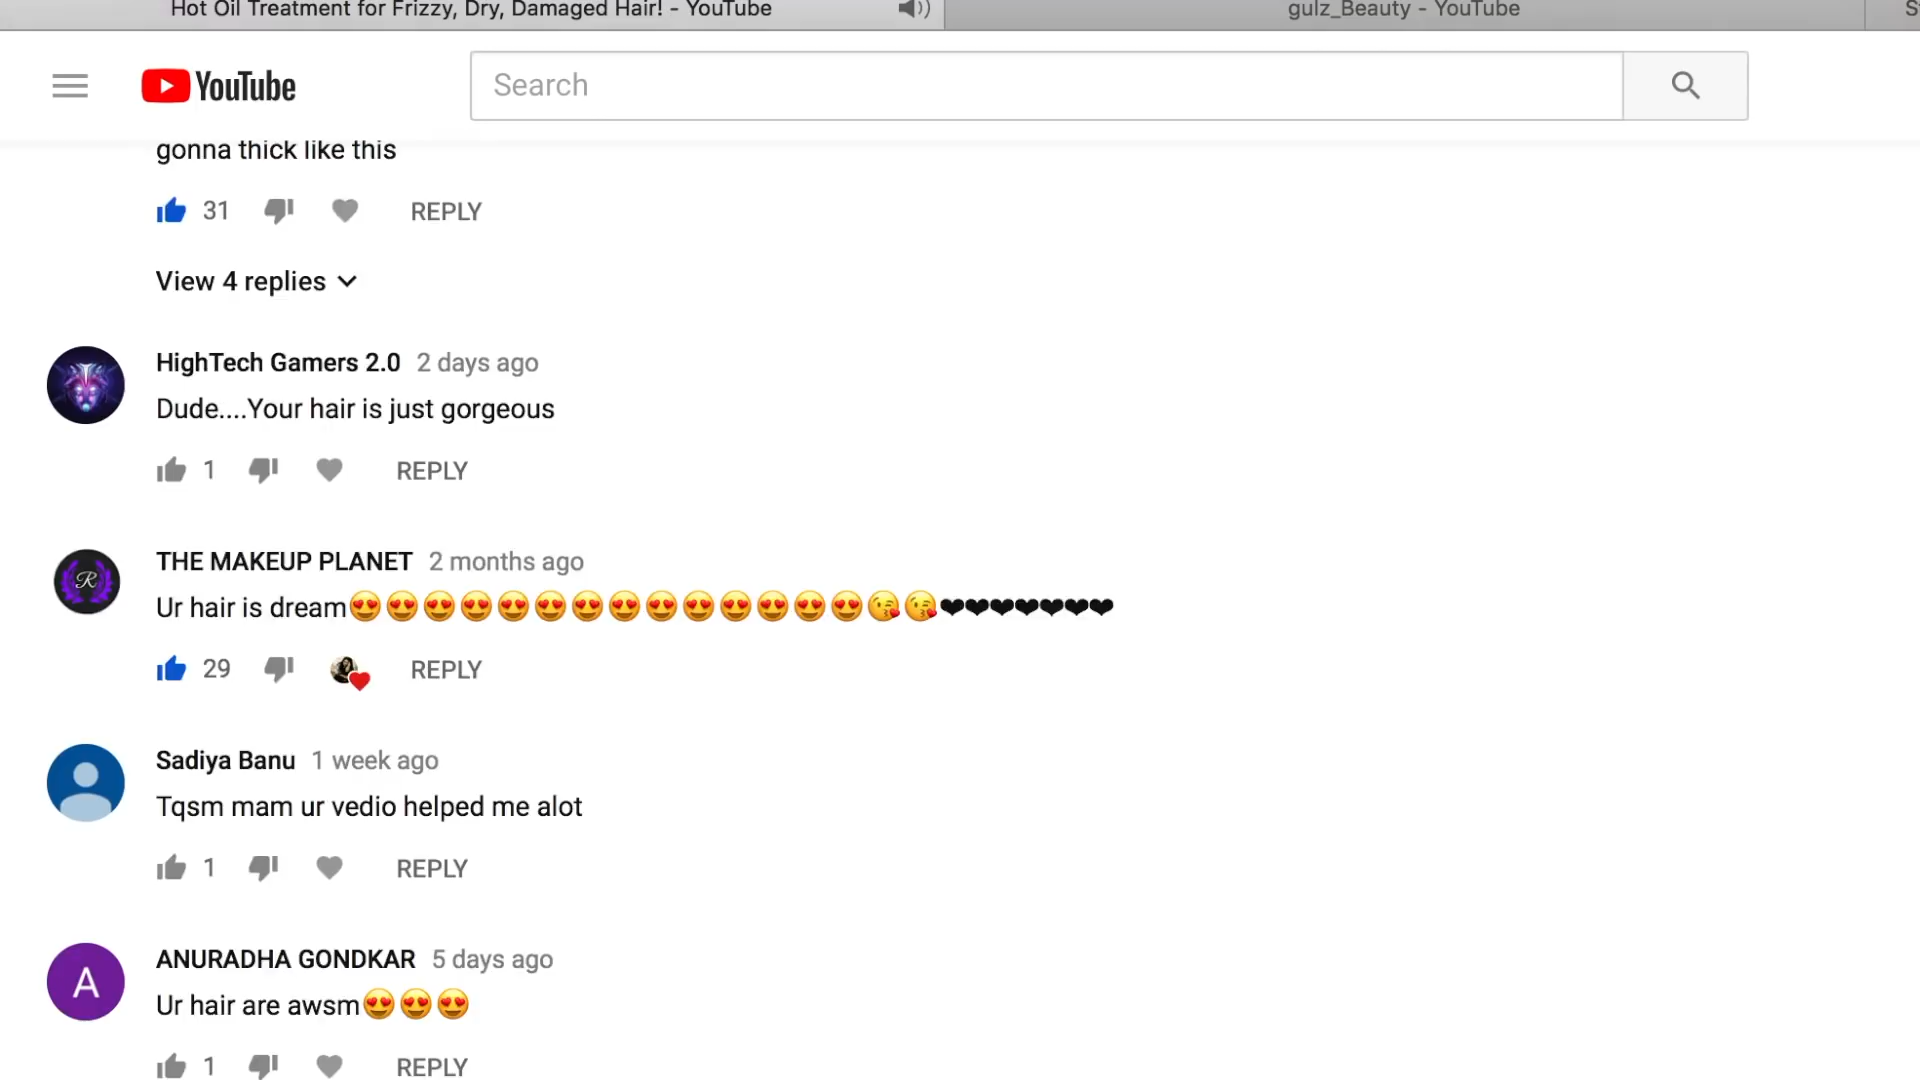 Hot Oil Treatment for Frizzy, Dry, Damaged Hair! - YouTube
gulz_Beauty - YouTube
YouTube
Search
gonna thick like this
31 REPLY
View 4 replies
HighTech Gamers 2.0 2 days ago
Dude....Your hair is just gorgeous
1 REPLY
THE MAKEUP PLANET 2 months ago
Ur hair is dream😍😍😍😍😍😍😍😍😍😍😍😍😍😍😘😘❤❤❤❤❤❤❤
29 REPLY
Sadiya Banu 1 week ago
Tqsm mam ur vedio helped me alot
1 REPLY
A
ANURADHA GONDKAR 5 days ago
Ur hair are awsm😍😍😍
1 REPLY